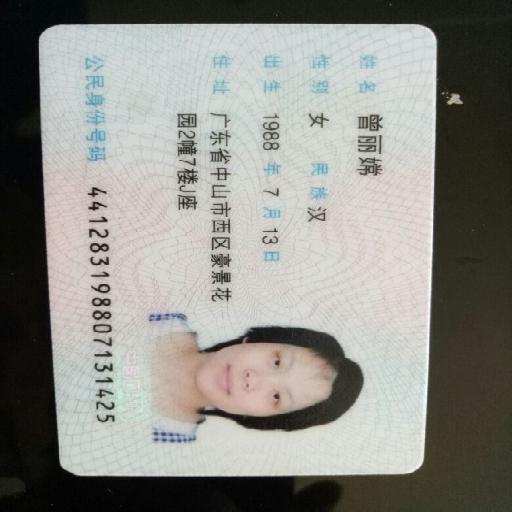 姓名 曾丽嫦
性别 女 民族 汉
出生 1988 年 7 月 13 日
住址 广东省中山市西区豪景花
园2幢7楼J座
公民身份号码 441283198807131425